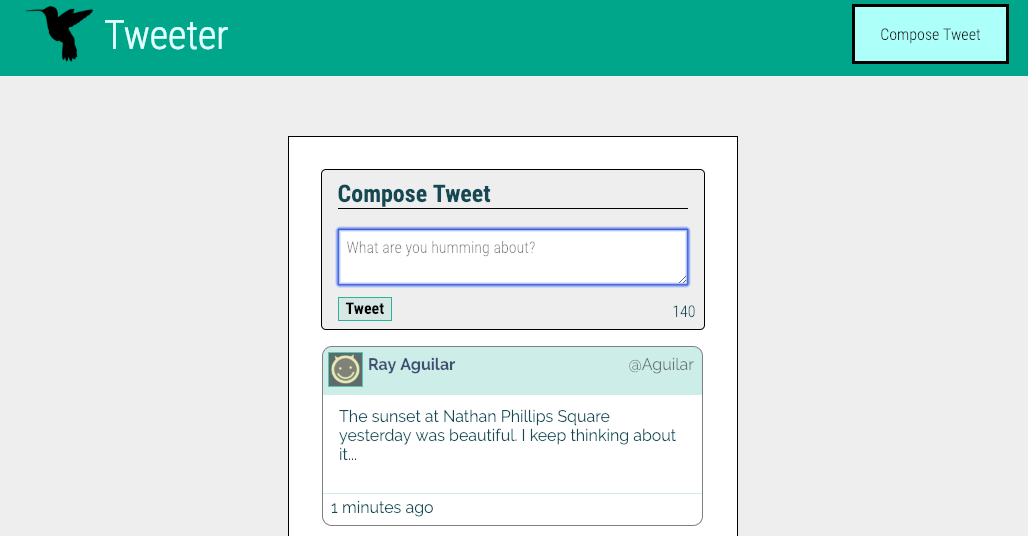 Tweeter
Compose Tweet
Compose Tweet
What are you humming about?
Tweet
140
Ray Aguilar
@Aguilar
The sunset at Nathan Phillips Square
yesterday was beautiful. I keep thinking about
it...
1 minutes ago